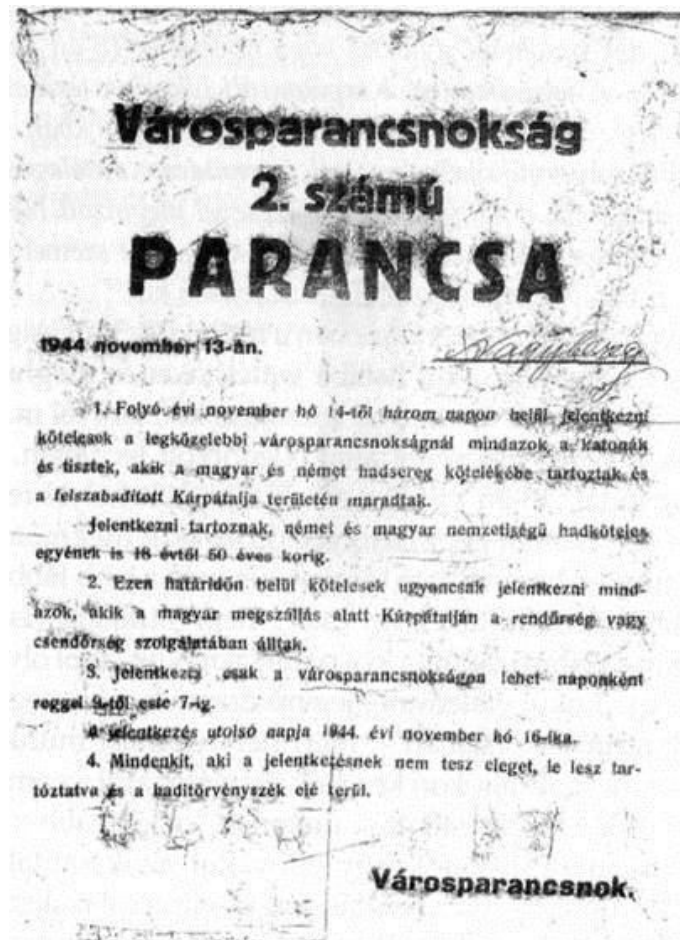 Városparancsnokság
2. számú
PARANCSA
1944 november 13-án.
1. Folyó évi november hó 14-től három napon belül jelentkezni
kötelesek a legközelebbi városparancsnokságnál mindazok a katonák
és tisztek, akik a magyar és német hadsereg kötelékébe tartoztak és
a felszabadított Kárpátalja területén maradtak.
Jelentkezni tartoznak, német és magyar nemzetiségű hadköteles
egyének is 18 évtől 50 éves korig.
2. Ezen határidőn belül kötelesek ugyancsak jelentkezni mind-
azok, akik a magyar megszállás alatt Kárpátalján a rendőrség vagy
csendőrség szolgálatában álltak.
3. Jelentkezni csak a városparancsnokságon lehet naponként
reggel 9-től este 7-ig.
A jelentkezés utolsó napja 1944. évi november hó 16-ika.
4. Mindenkit, aki a jelentketésnek nem tesz eleget, le lesz tar-
tóztatva és a haditörvényszék elé terül.
Városparancsnok.